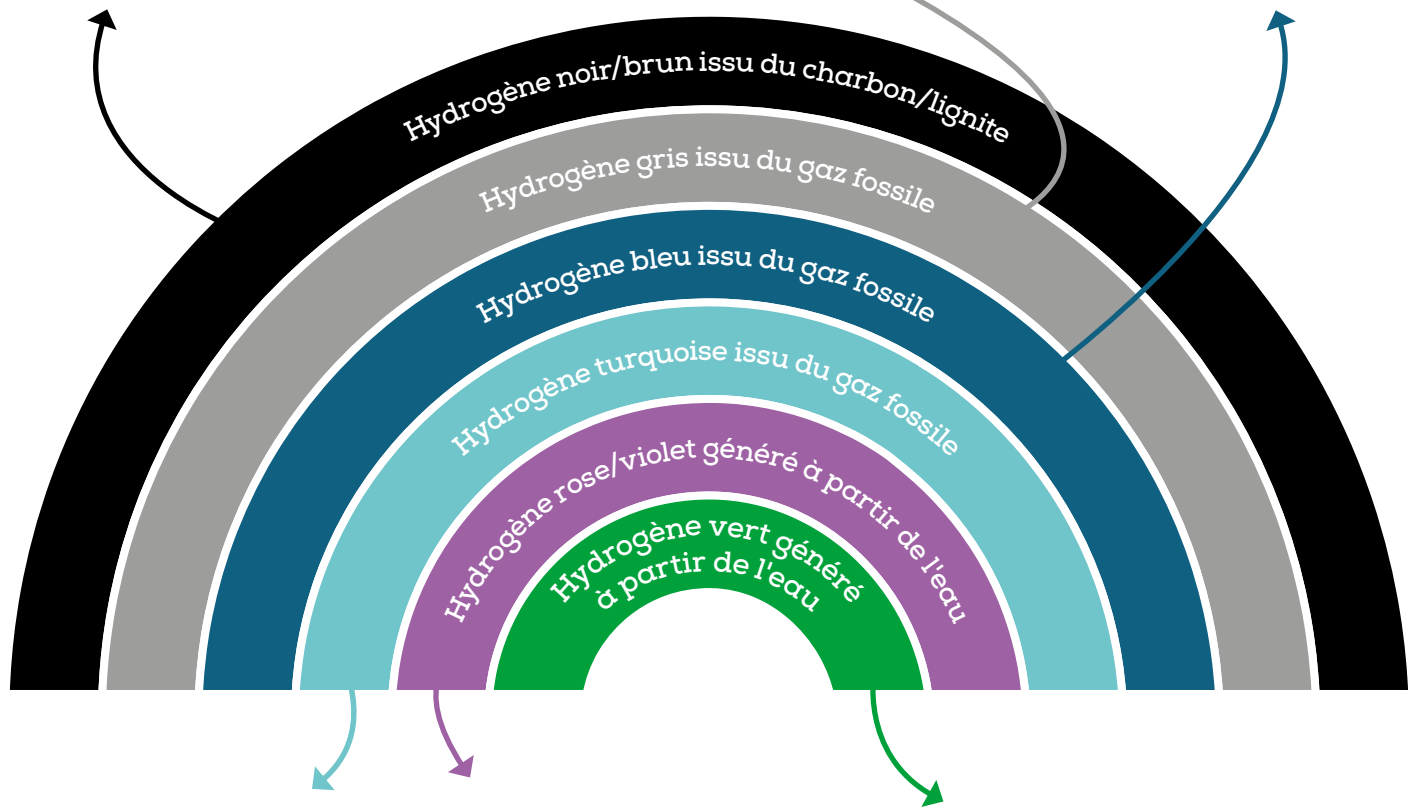 Hydrogène noir/brun issu du charbon/lignite
Hydrogène gris issu du gaz fossile
Hydrogène bleu issu du gaz fossile
Hydrogène turquoise issu du gaz fossile
Hydrogène rose/violet généré à partir de l'eau
Hydrogène vert généré
à partir de l'eau